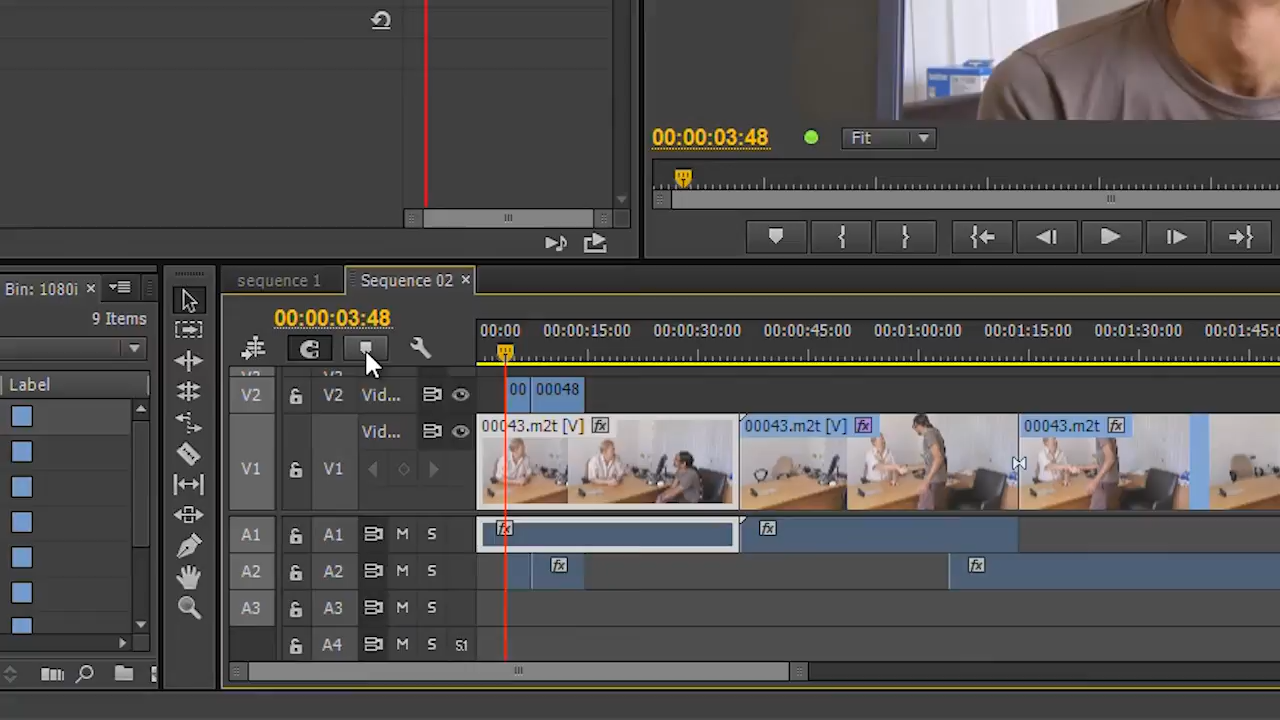 brother
00:00:03:48
Fit
Bin: 1080i
sequence 1
Sequence 02
9 Items
00:00:03:48
00:00
00:00:15:00
00:00:30:00
00:00:45:00
00:01:00:00
00:01:15:00
00:01:30:00
00:01:45:00
Label
V2
V2
Vid...
00
00048
Vid...
00043.m2t [V]
fx
00043.m2t [V]
fx
00043.m2t
fx
V1
V1
A1
A1
M
S
fx
fx
A2
A2
M
S
fx
fx
A3
A3
M
S
A4
M
S
5.1